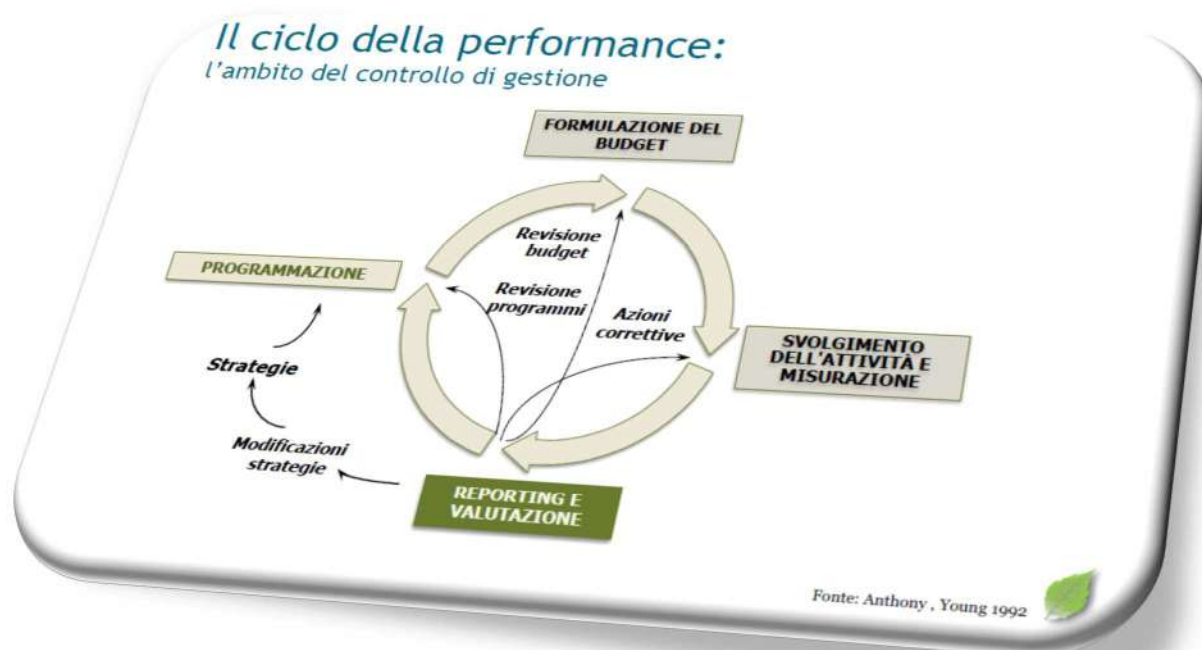 Il ciclo della performance:
l'ambito del controllo di gestione
FORMULAZIONE DEL
BUDGET
Revisione
budget
PROGRAMMAZIONE
Revisione
programmi
Azioni
correttive
SVOLGIMENTO
DELL'ATTIVITÀ E
MISURAZIONE
Strategie
Modificazioni
strategie
REPORTING E
VALUTAZIONE
Fonte: Anthony , Young 1992